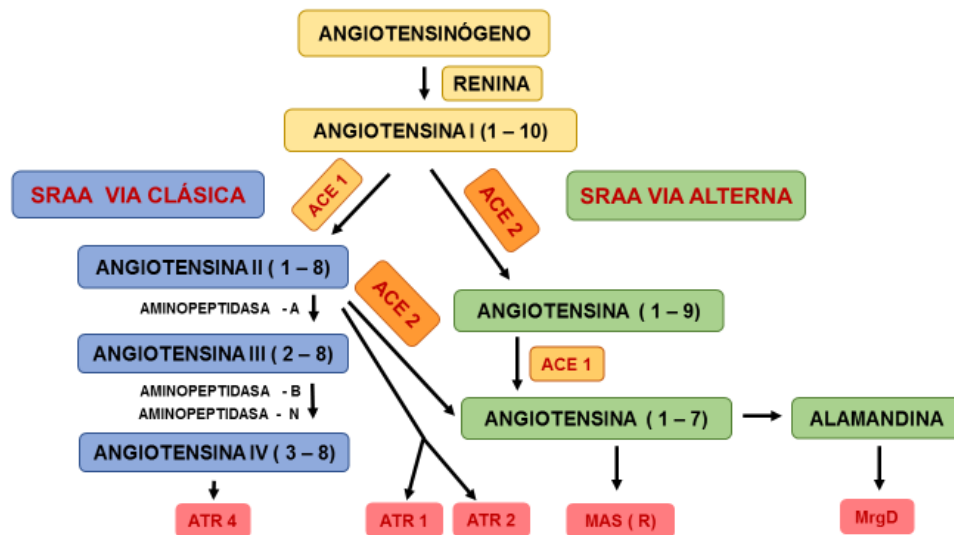 ANGIOTENSINÓGENO
RENINA
ANGIOTENSINA I (1 – 10)
SRAA VIA CLÁSICA
ACE 1
ACE 2
SRAA VIA ALTERNA
ANGIOTENSINA II ( 1 – 8)
ACE 2
AMINOPEPTIDASA - A
ANGIOTENSINA ( 1 – 9)
ANGIOTENSINA III ( 2 – 8)
ACE 1
AMINOPEPTIDASA - B
AMINOPEPTIDASA - N
ANGIOTENSINA ( 1 – 7)
ALAMANDINA
ANGIOTENSINA IV ( 3 – 8)
ATR 4
ATR 1
ATR 2
MAS ( R)
MrgD